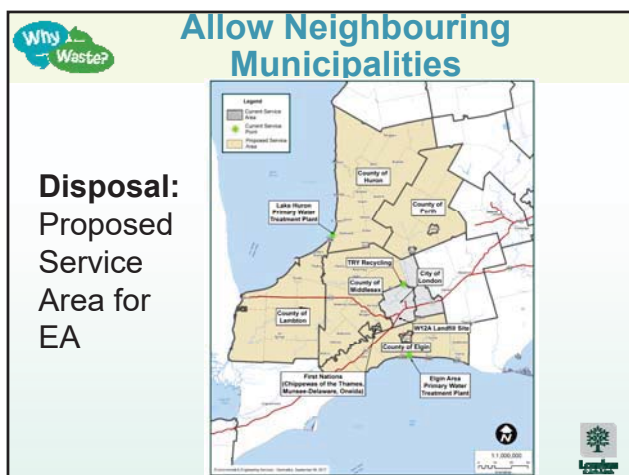 Why
Waste?
Allow Neighbouring
Municipalities
Disposal:
Proposed
Service
Area for
EA
Legend
Current Service
Area
Current Service
Point
Proposed Service
Area
County of
Huron
County of
Perth
Lake Huron
Primary Water
Treatment Plant
TRY Recycling
City of
London
County of
Middlesex
County of
Lambton
W12A Landfill Site
County of Elgin
First Nations
(Chippewas of the Thames,
Munsee-Delaware, Oneida)
Elgin Area
Primary Water
Treatment Plant
N
1:1,000,000
London